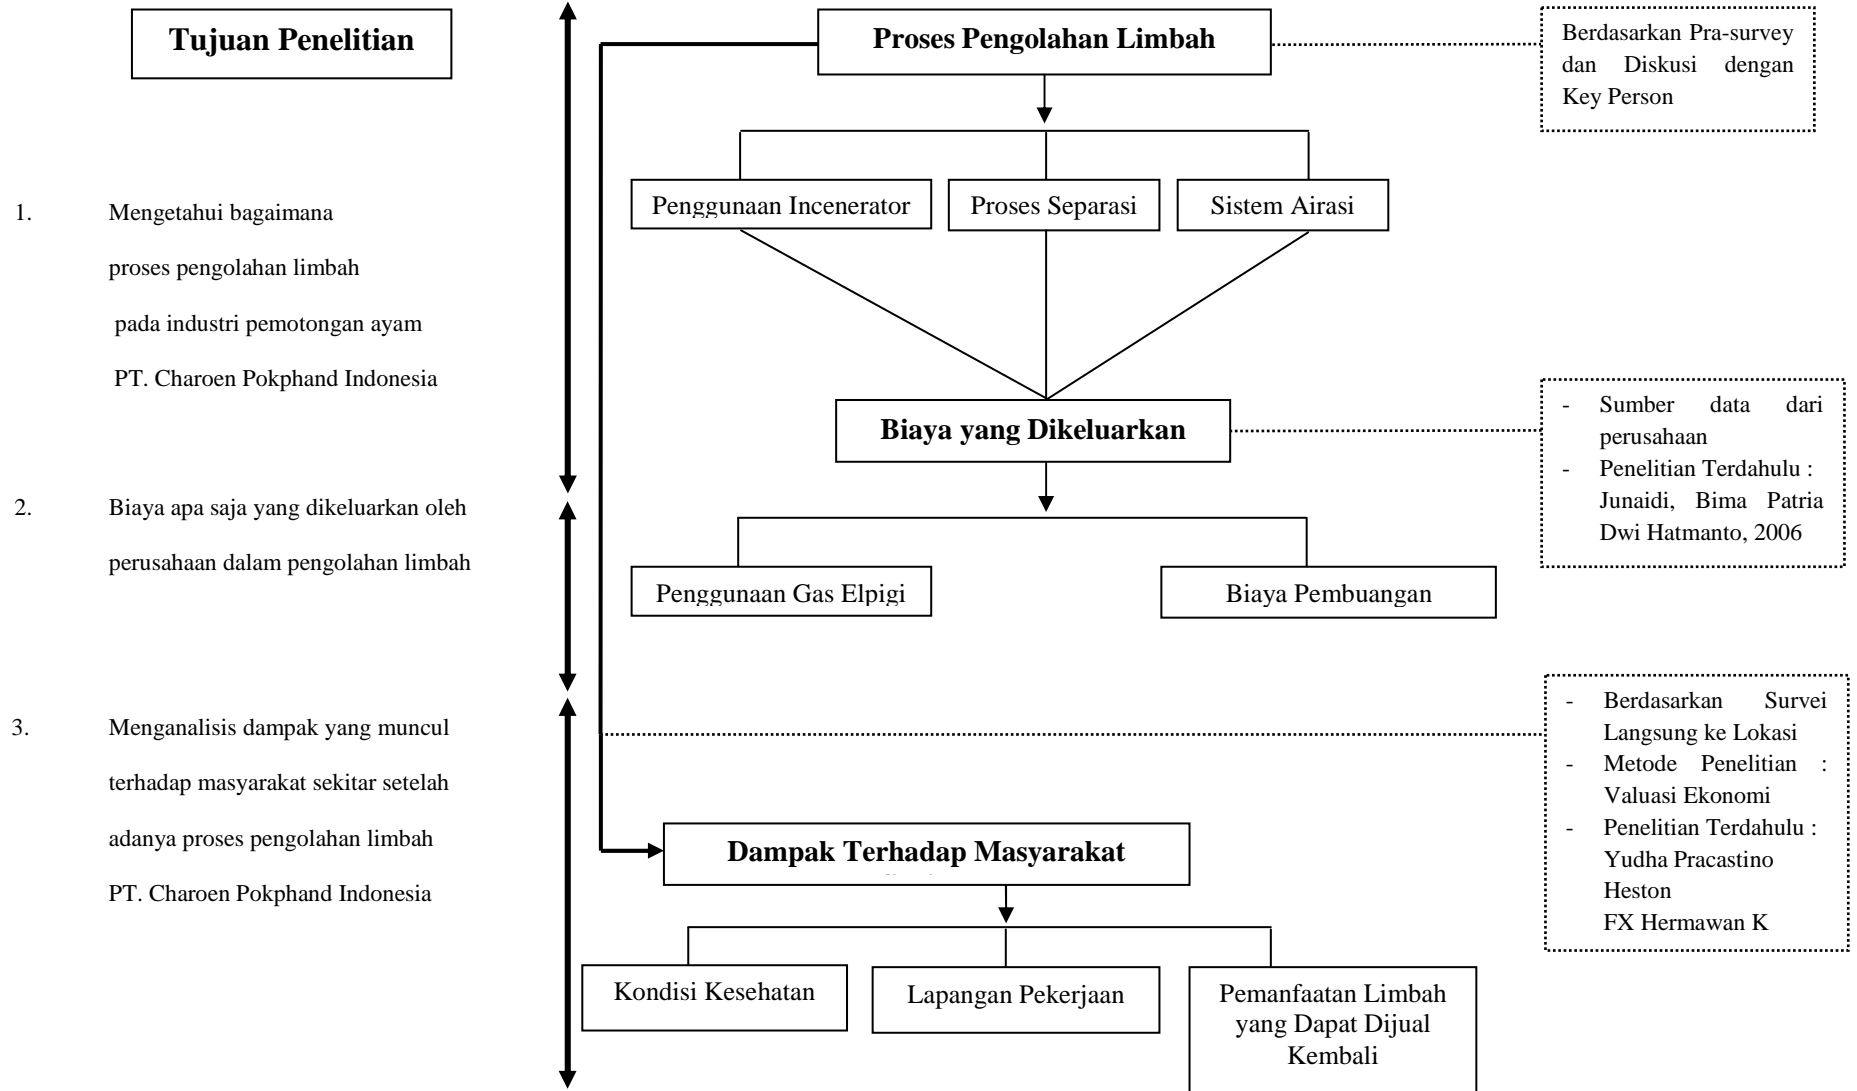 Tujuan Penelitian
1. Mengetahui bagaimana
proses pengolahan limbah
pada industri pemotongan ayam
PT. Charoen Pokphand Indonesia
2. Biaya apa saja yang dikeluarkan oleh
perusahaan dalam pengolahan limbah
3. Menganalisis dampak yang muncul
terhadap masyarakat sekitar setelah
adanya proses pengolahan limbah
PT. Charoen Pokphand Indonesia
Proses Pengolahan Limbah
Penggunaan Incenerator
Proses Separasi
Sistem Airasi
Biaya yang Dikeluarkan
Penggunaan Gas Elpigi
Biaya Pembuangan
Dampak Terhadap Masyarakat
Kondisi Kesehatan
Lapangan Pekerjaan
Pemanfaatan Limbah
yang Dapat Dijual
Kembali
Berdasarkan Pra-survey
dan Diskusi dengan
Key Person
- Sumber data dari
perusahaan
- Penelitian Terdahulu :
Junaidi, Bima Patria
Dwi Hatmanto, 2006
- Berdasarkan Survei
Langsung ke Lokasi
- Metode Penelitian :
Valuasi Ekonomi
- Penelitian Terdahulu :
Yudha Pracastino
Heston
FX Hermawan K